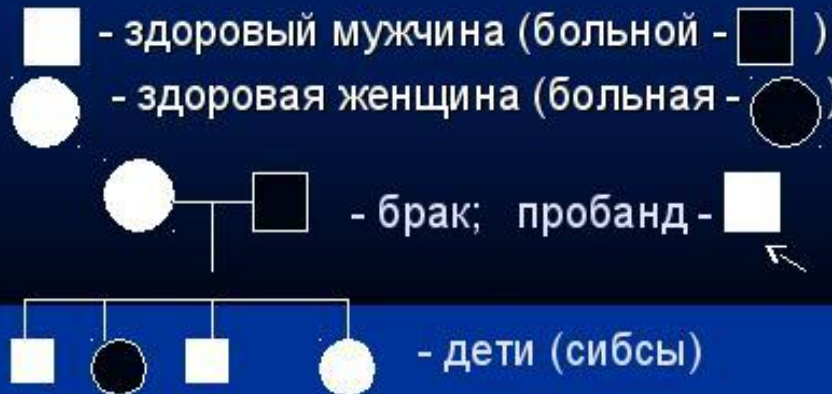 - здоровый мужчина (больной - )
- здоровая женщина (больная - )
- брак; пробанд -
- дети (сибсы)